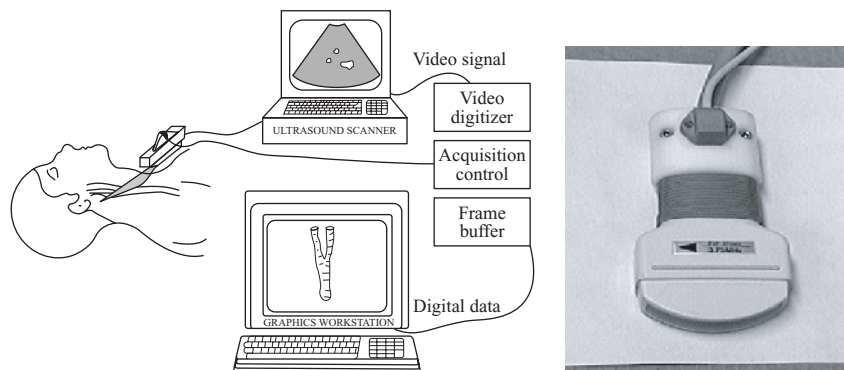 Video signal
Video
digitizer
ULTRASOUND SCANNER
Acquisition
control
Frame
buffer
Digital data
GRAPHICS WORKSTATION